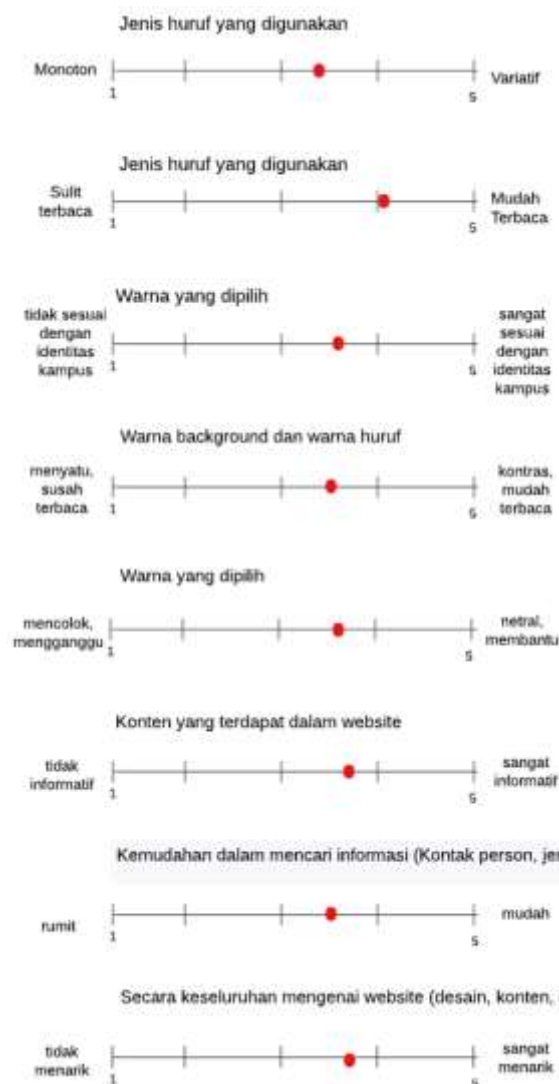 Jenis huruf yang digunakan
Monoton
Variatif
1
5
Jenis huruf yang digunakan
Sulit
terbaca
Mudah
Terbaca
1
5
Warna yang dipilih
tidak sesuai
dengan
identitas
kampus
sangat
sesuai
dengan
identitas
kampus
1
5
Warna background dan warna huruf
menyatu,
susah
terbaca
kontras,
mudah
terbaca
1
5
Warna yang dipilih
mencolok,
mengganggu
netral,
membantu
1
5
Konten yang terdapat dalam website
tidak
informatif
sangat
informatif
1
5
Kemudahan dalam mencari informasi (Kontak person, jer
rumit
mudah
1
5
Secara keseluruhan mengenai website (desain, konten,
tidak
menarik
sangat
menarik
1
5